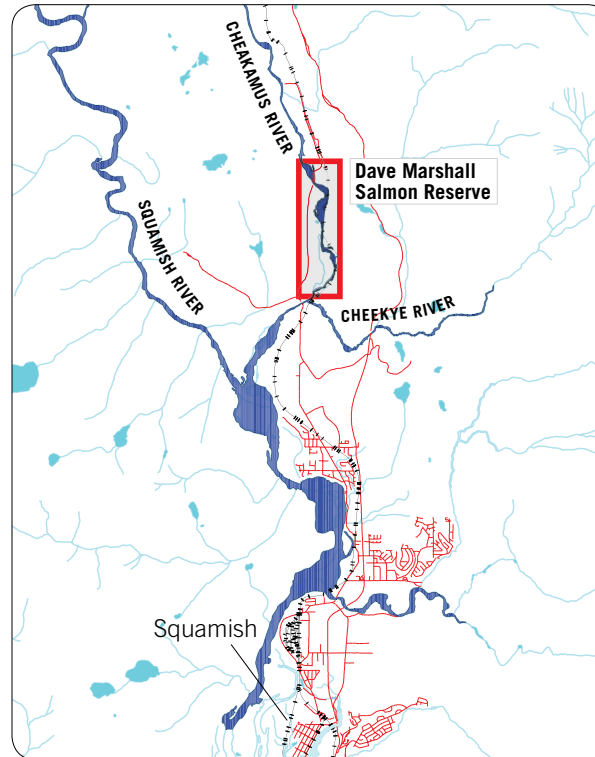 CHEAKAMUS RIVER
Dave Marshall
Salmon Reserve
SQUAMISH RIVER
CHEEKYE RIVER
Squamish